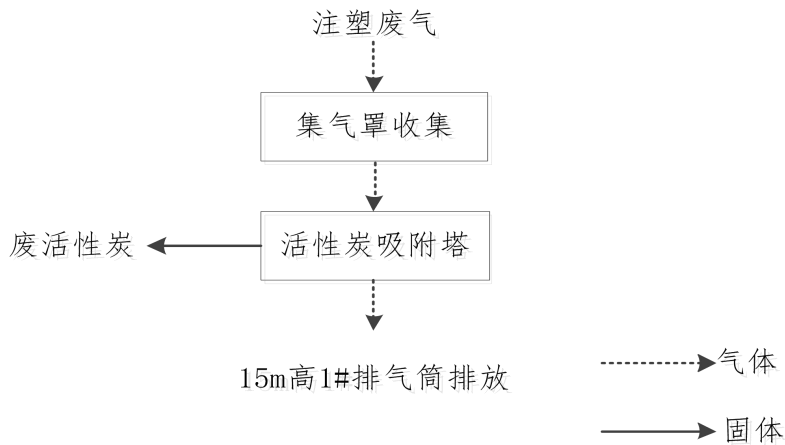 注塑废气
集气罩收集
废活性炭
活性炭吸附塔
15m高1#排气筒排放
气体
固体